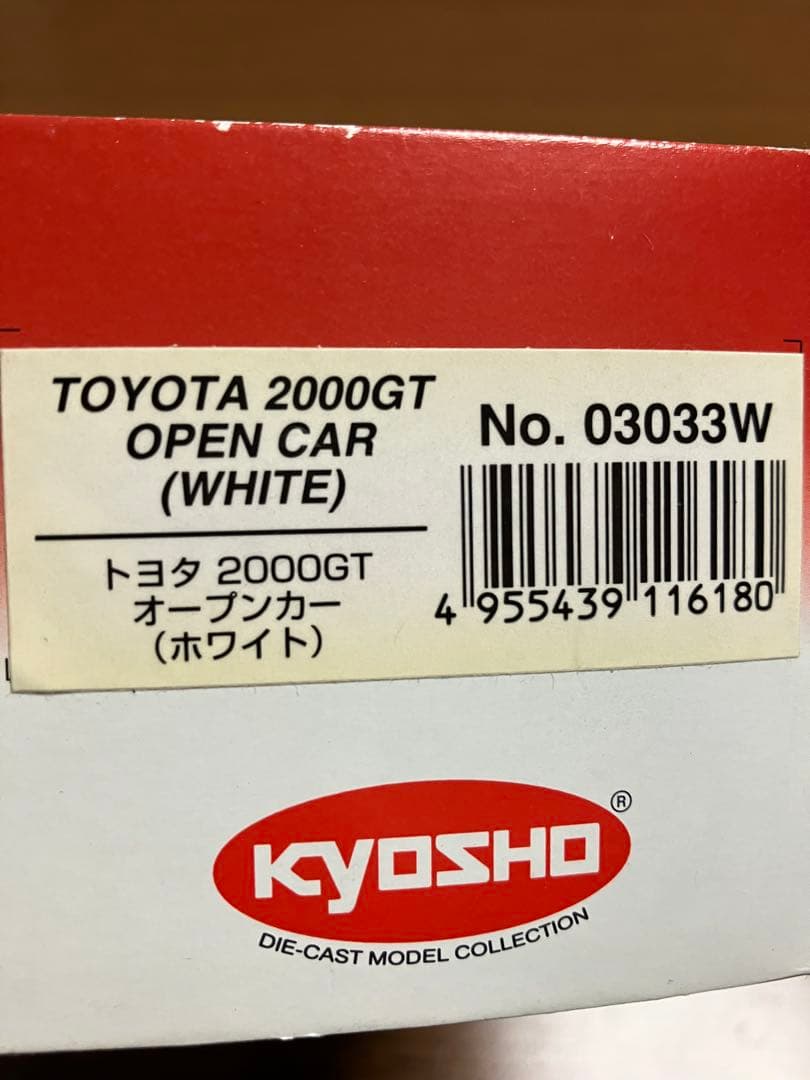 TOYOTA 2000GT
OPEN CAR
(WHITE)
トヨタ 2000GT
オープンカー
(ホワイト)
No. 03033W
4 955439 116180
KYOSHO ®
DIE-CAST MODEL COLLECTION